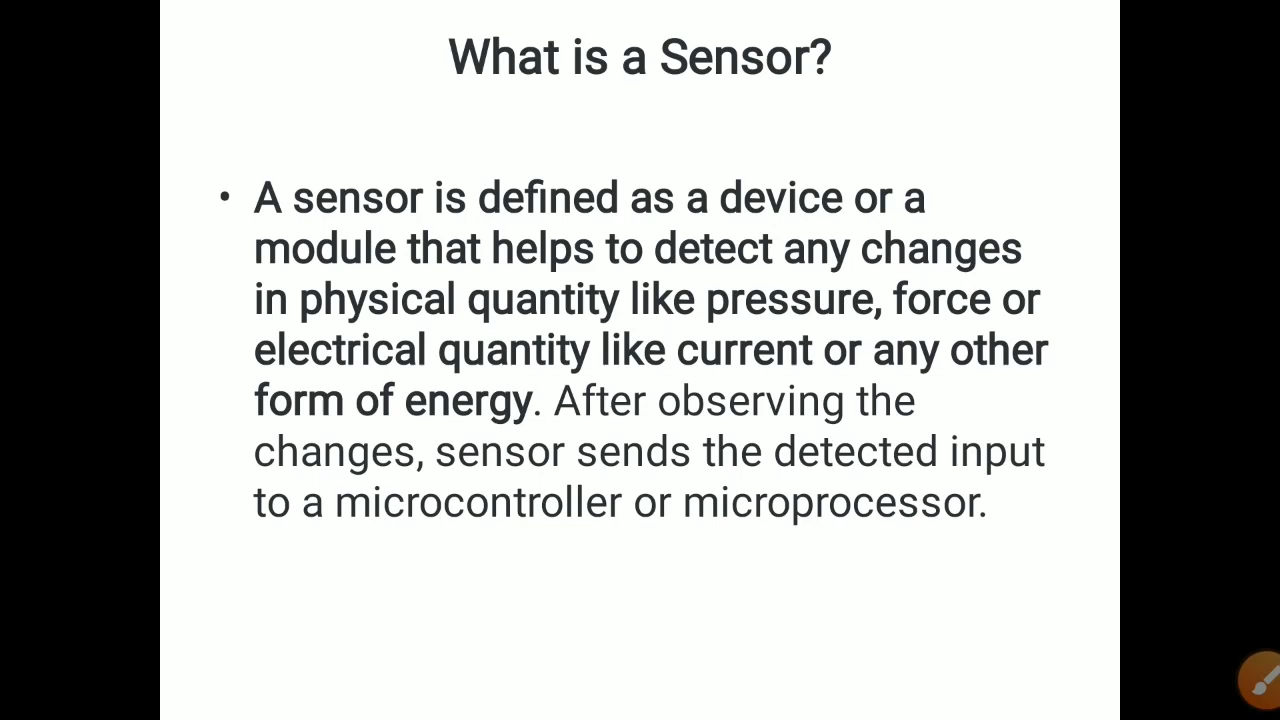 What is a Sensor?
• A sensor is defined as a device or a
module that helps to detect any changes
in physical quantity like pressure, force or
electrical quantity like current or any other
form of energy. After observing the
changes, sensor sends the detected input
to a microcontroller or microprocessor.